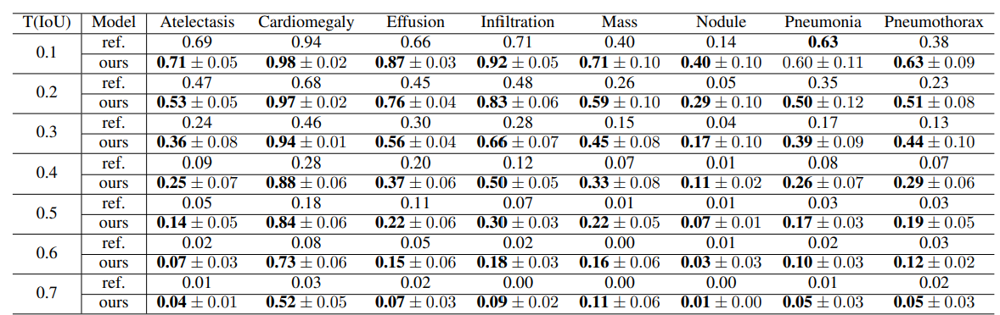 T(IoU) Model Atelectasis Cardiomegaly Effusion Infiltration Mass Nodule Pneumonia Pneumothorax
0.1 ref. 0.69 0.94 0.66 0.71 0.40 0.14 0.63 0.38
ours 0.71 ± 0.05 0.98 ± 0.02 0.87 ± 0.03 0.92 ± 0.05 0.71 ± 0.10 0.40 ± 0.10 0.60 ± 0.11 0.63 ± 0.09
0.2 ref. 0.47 0.68 0.45 0.48 0.26 0.05 0.35 0.23
ours 0.53 ± 0.05 0.97 ± 0.02 0.76 ± 0.04 0.83 ± 0.06 0.59 ± 0.10 0.29 ± 0.10 0.50 ± 0.12 0.51 ± 0.08
0.3 ref. 0.24 0.46 0.30 0.28 0.15 0.04 0.17 0.13
ours 0.36 ± 0.08 0.94 ± 0.01 0.56 ± 0.04 0.66 ± 0.07 0.45 ± 0.08 0.17 ± 0.10 0.39 ± 0.09 0.44 ± 0.10
0.4 ref. 0.09 0.28 0.20 0.12 0.07 0.01 0.08 0.07
ours 0.25 ± 0.07 0.88 ± 0.06 0.37 ± 0.06 0.50 ± 0.05 0.33 ± 0.08 0.11 ± 0.02 0.26 ± 0.07 0.29 ± 0.06
0.5 ref. 0.05 0.18 0.11 0.07 0.01 0.01 0.03 0.03
ours 0.14 ± 0.05 0.84 ± 0.06 0.22 ± 0.06 0.30 ± 0.03 0.22 ± 0.05 0.07 ± 0.01 0.17 ± 0.03 0.19 ± 0.05
0.6 ref. 0.02 0.08 0.05 0.02 0.00 0.01 0.02 0.03
ours 0.07 ± 0.03 0.73 ± 0.06 0.15 ± 0.06 0.18 ± 0.03 0.16 ± 0.06 0.03 ± 0.03 0.10 ± 0.03 0.12 ± 0.02
0.7 ref. 0.01 0.03 0.02 0.00 0.00 0.00 0.01 0.02
ours 0.04 ± 0.01 0.52 ± 0.05 0.07 ± 0.03 0.09 ± 0.02 0.11 ± 0.06 0.01 ± 0.00 0.05 ± 0.03 0.05 ± 0.03